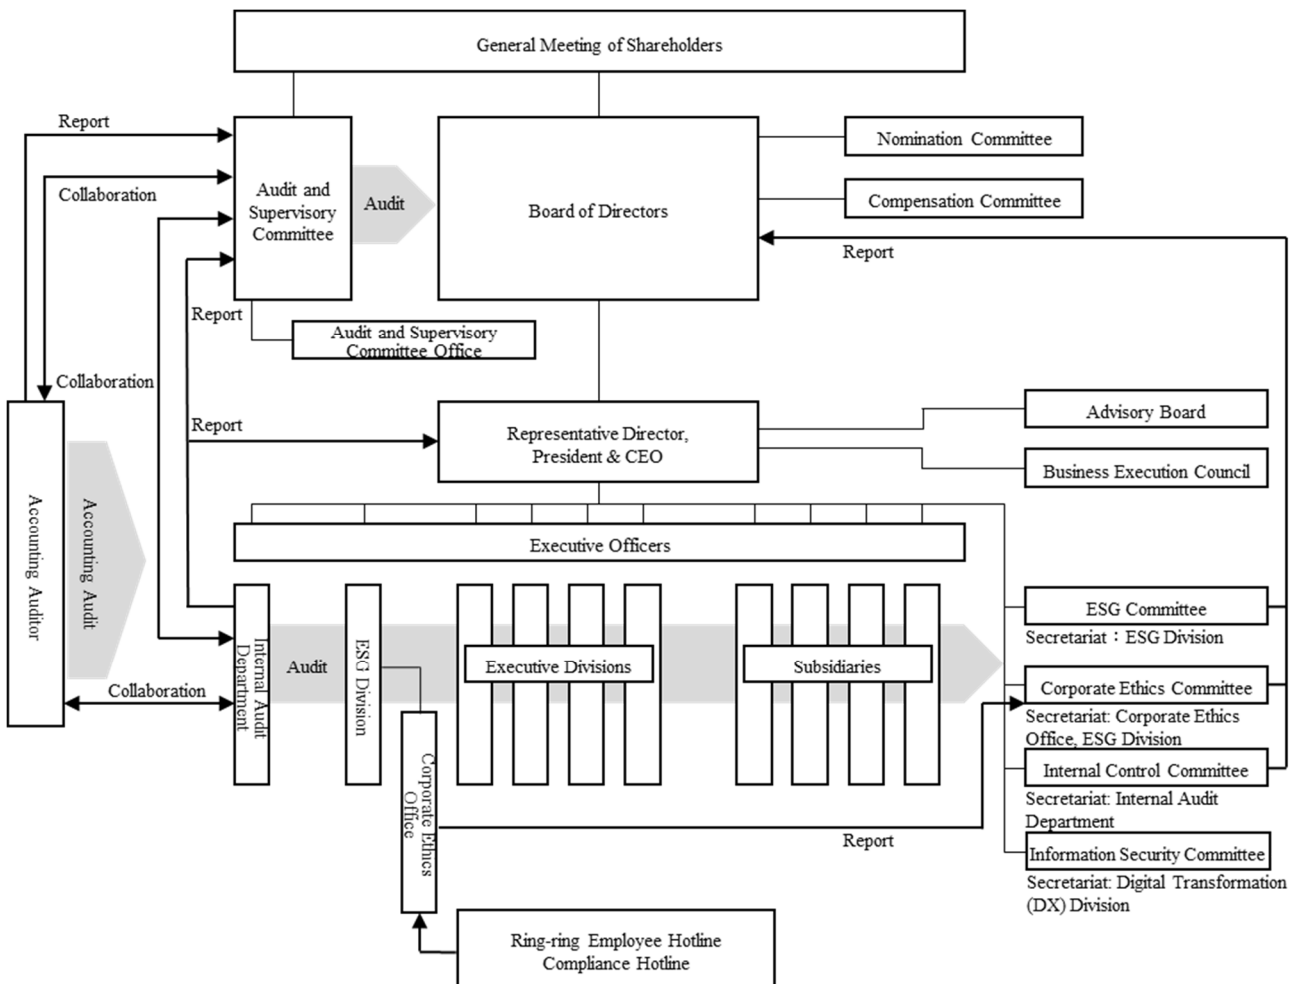 General Meeting of Shareholders
Report
Nomination Committee
Collaboration
Audit and
Supervisory
Committee
Audit
Board of Directors
Compensation Committee
Report
Report
Audit and Supervisory
Committee Office
Collaboration
Report
Representative Director,
President & CEO
Advisory Board
Business Execution Council
Accounting Auditor
Accounting Audit
Executive Officers
Internal Audit
Department
Audit
ESG Division
Executive Divisions
Subsidiaries
ESG Committee
Secretariat：ESG Division
Collaboration
Corporate Ethics Committee
Secretariat: Corporate Ethics
Office, ESG Division
Corporate Ethics
Office
Internal Control Committee
Secretariat: Internal Audit
Department
Report
Information Security Committee
Secretariat: Digital Transformation
(DX) Division
Ring-ring Employee Hotline
Compliance Hotline